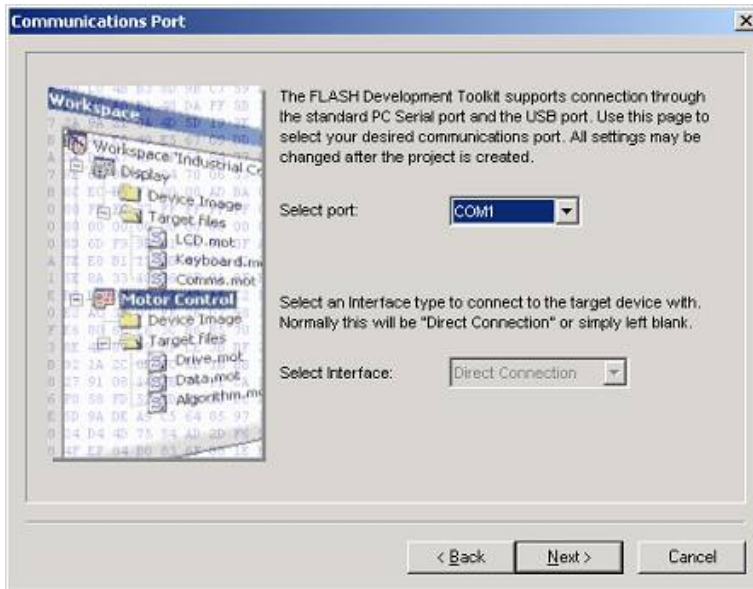 Communications Port
Workspace
Workspace "Industrial Co
Display
Device Image
Target files
LCD.mot
Keyboard.m
Comms.mot
Motor Control
Device Image
Target files
Drive.mot
Data.mot
Algorithm.m
The FLASH Development Toolkit supports connection through
the standard PC Serial port and the USB port. Use this page to
select your desired communications port. All settings may be
changed after the project is created.
Select port:
COM1
Select an Interface type to connect to the target device with.
Normally this will be "Direct Connection" or simply left blank.
Select Interface:
Direct Connection
< Back
Next >
Cancel